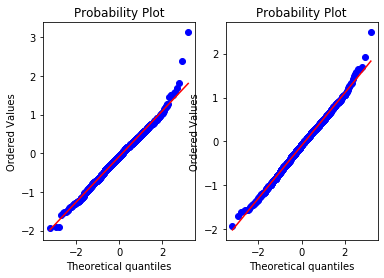 Probability Plot
Ordered Values
3
2
1
0
−1
−2
−2
0
2
Theoretical quantiles
Probability Plot
Ordered Values
2
1
0
−1
−2
−2
0
2
Theoretical quantiles